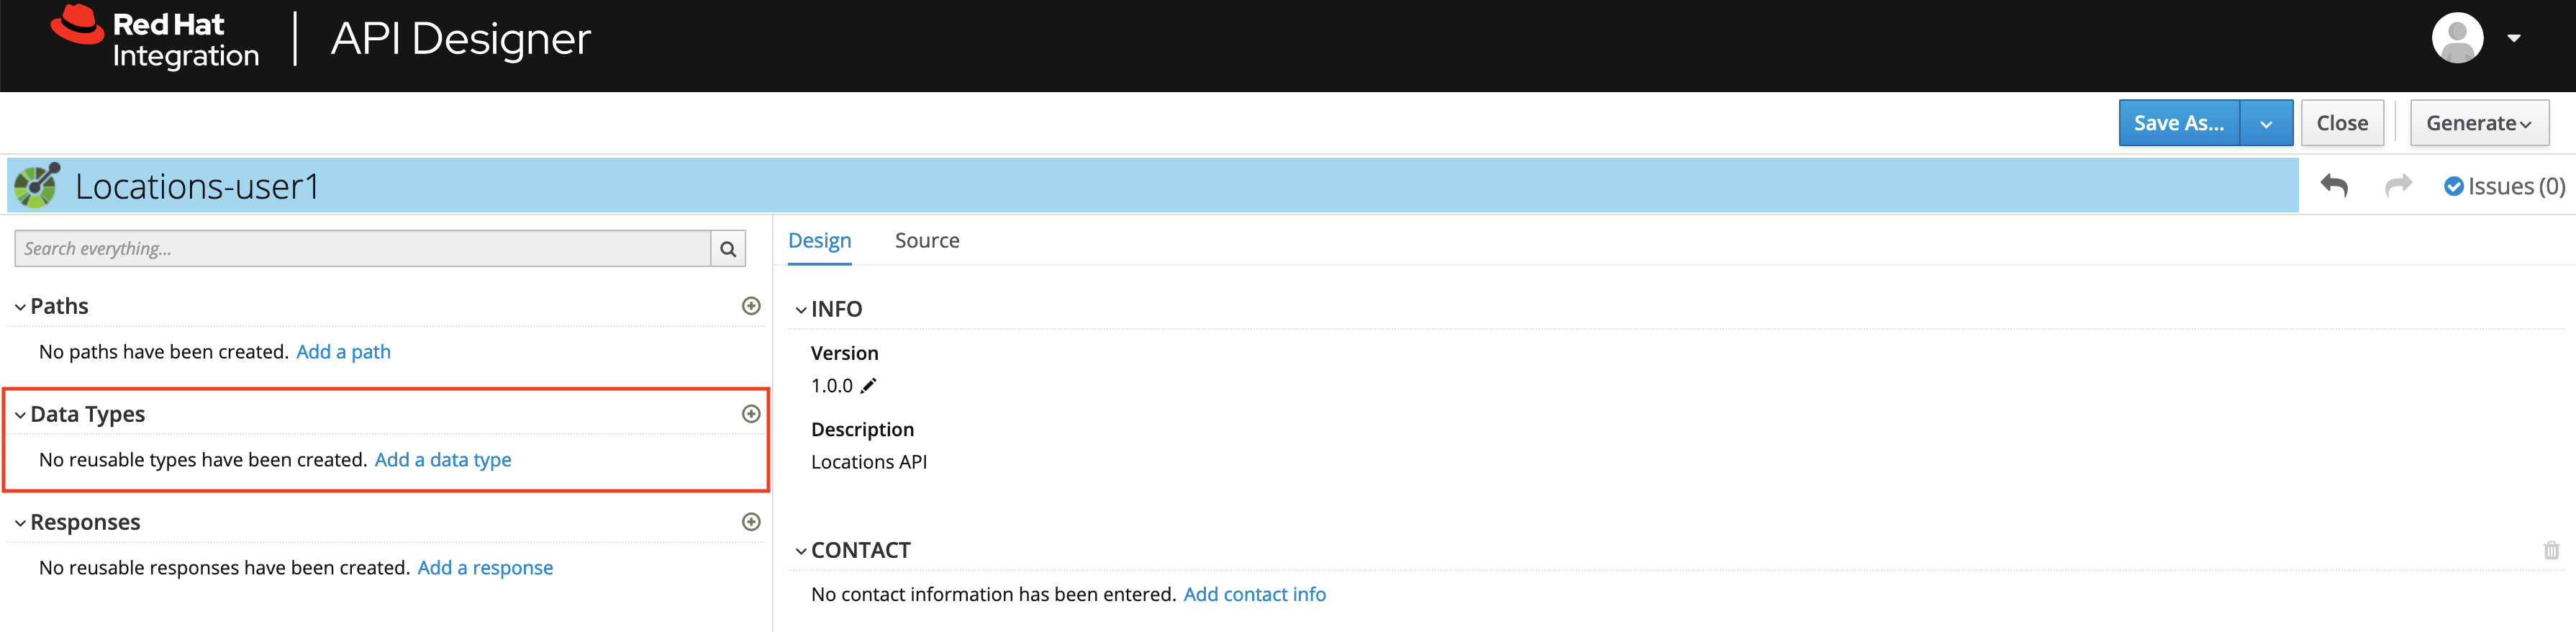 Red Hat
Integration
API Designer
Save As...
Close
Generate
Locations-user1
Issues (0)
Search everything...
Design
Source
Paths
No paths have been created. Add a path
Data Types
No reusable types have been created. Add a data type
Responses
No reusable responses have been created. Add a response
INFO
Version
1.0.0
Description
Locations API
CONTACT
No contact information has been entered. Add contact info